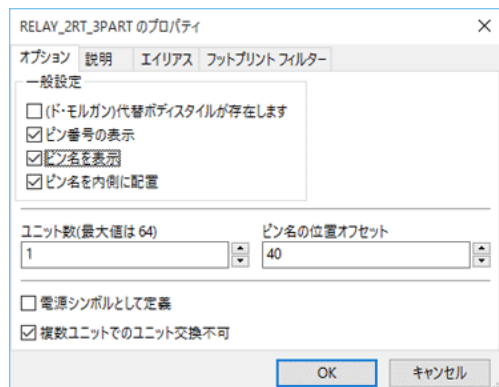 RELAY_2RT_3PART のプロパティ
オプション 説明 エイリアス フットプリント フィルター
一般設定
(ド・モルガン)代替ボディスタイルが存在します
ピン番号の表示
ピン名を表示
ピン名を内側に配置
ユニット数(最大値は 64) ピン名の位置オフセット
1 40
電源シンボルとして定義
複数ユニットでのユニット交換不可
OK キャンセル